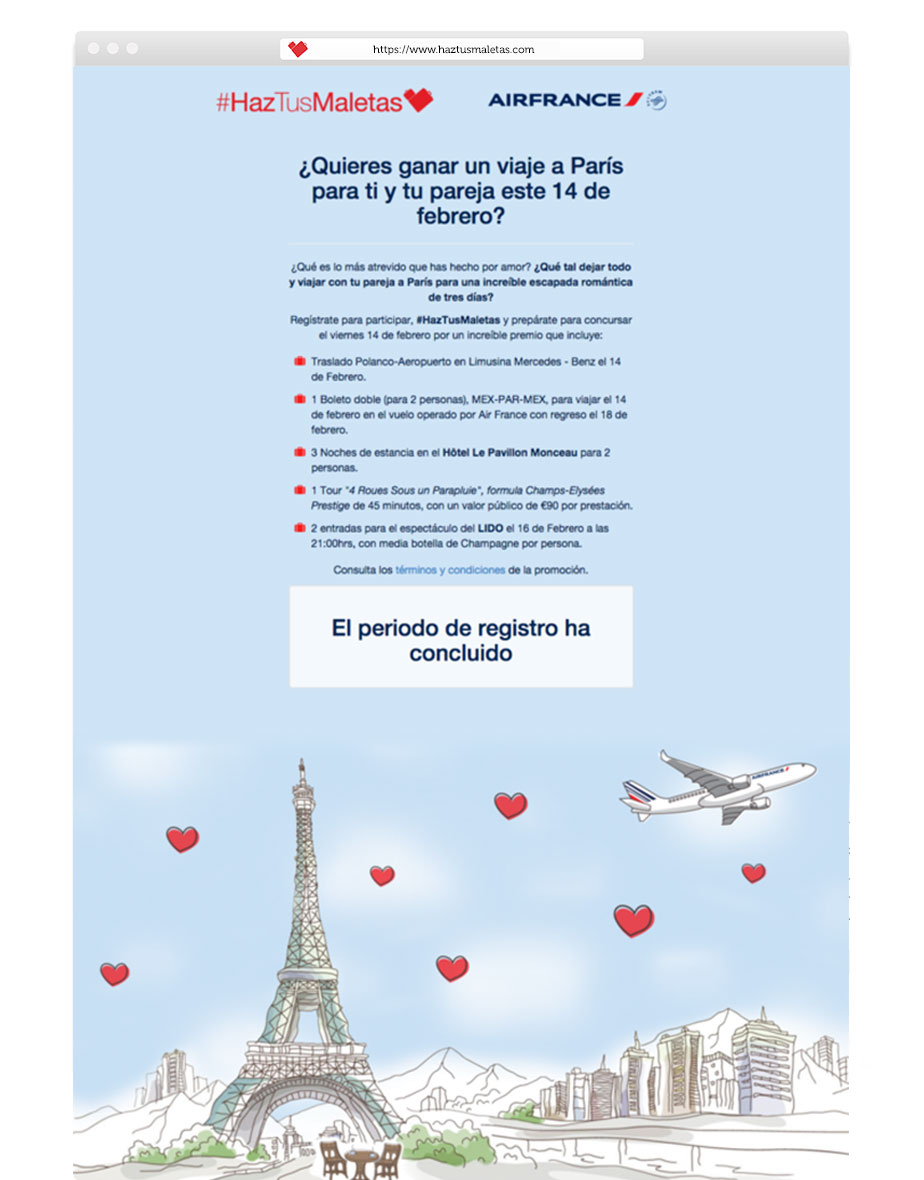 https://www.haztusmaletas.com
#HazTusMaletas
AIRFRANCE
¿Quieres ganar un viaje a París
para ti y tu pareja este 14 de
febrero?
¿Qué es lo más atrevido que has hecho por amor? ¿Qué tal dejar todo
y viajar con tu pareja a París para una increíble escapada romántica
de tres días?
Regístrate para participar, #HazTusMaletas y prepárate para concursar
el viernes 14 de febrero por un increíble premio que incluye:
Traslado Polanco-Aeropuerto en Limusina Mercedes - Benz el 14
de Febrero.
1 Boleto doble (para 2 personas), MEX-PAR-MEX, para viajar el 14
de febrero en el vuelo operado por Air France con regreso el 18 de
febrero.
3 Noches de estancia en el Hôtel Le Pavillon Monceau para 2
personas.
1 Tour "4 Roues Sous un Parapluie", formula Champs-Elysées
Prestige de 45 minutos, con un valor público de €90 por prestación.
2 entradas para el espectáculo del LIDO el 16 de Febrero a las
21:00hrs, con media botella de Champagne por persona.
Consulta los términos y condiciones de la promoción.
El periodo de registro ha
concluido
AIRFRANCE